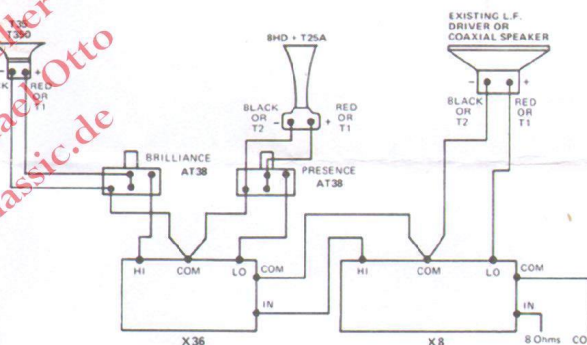 T35
T350
8HD + T25A
EXISTING L.F.
DRIVER OR
COAXIAL SPEAKER
- +
RED
OR
T1
BLACK
OR
T2
- +
RED
OR
T1
- +
BLACK
OR
T2
RED
OR
T1
BRILLIANCE
AT38
PRESENCE
AT38
HI COM LO COM
IN
X36
HI COM LO COM
IN
X8
8 Ohms